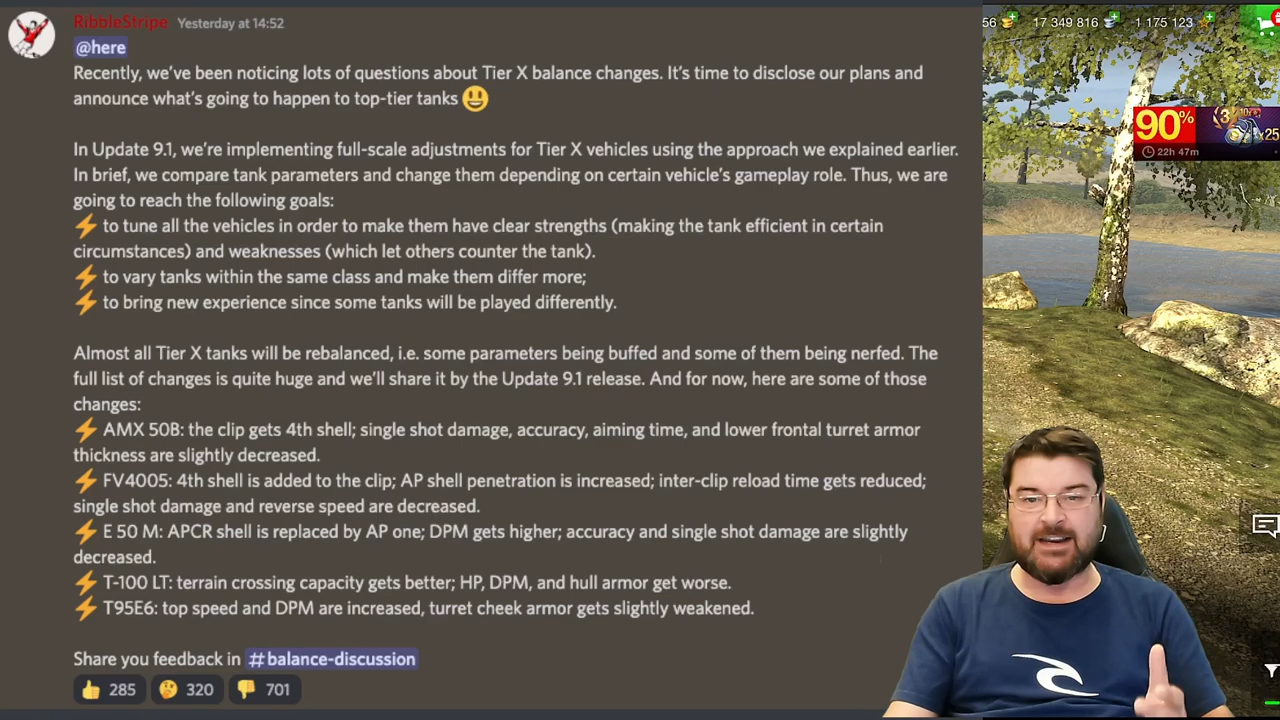 RibbleStripe Yesterday at 14:52
@here
Recently, we've been noticing lots of questions about Tier X balance changes. It's time to disclose our plans and
announce what's going to happen to top-tier tanks 😃
In Update 9.1, we're implementing full-scale adjustments for Tier X vehicles using the approach we explained earlier.
In brief, we compare tank parameters and change them depending on certain vehicle's gameplay role. Thus, we are
going to reach the following goals:
⚡ to tune all the vehicles in order to make them have clear strengths (making the tank efficient in certain
circumstances) and weaknesses (which let others counter the tank).
⚡ to vary tanks within the same class and make them differ more;
⚡ to bring new experience since some tanks will be played differently.
Almost all Tier X tanks will be rebalanced, i.e. some parameters being buffed and some of them being nerfed. The
full list of changes is quite huge and we'll share it by the Update 9.1 release. And for now, here are some of those
changes:
⚡ AMX 50B: the clip gets 4th shell; single shot damage, accuracy, aiming time, and lower frontal turret armor
thickness are slightly decreased.
⚡ FV4005: 4th shell is added to the clip; AP shell penetration is increased; inter-clip reload time gets reduced;
single shot damage and reverse speed are decreased.
⚡ E 50 M: APCR shell is replaced by AP one; DPM gets higher; accuracy and single shot damage are slightly
decreased.
⚡ T-100 LT: terrain crossing capacity gets better; HP, DPM, and hull armor get worse.
⚡ T95E6: top speed and DPM are increased, turret cheek armor gets slightly weakened.
Share you feedback in #balance-discussion
👍 285 🤔 320 👎 701
56 17 349 816 1 175 123
90%
x25
22h 47m